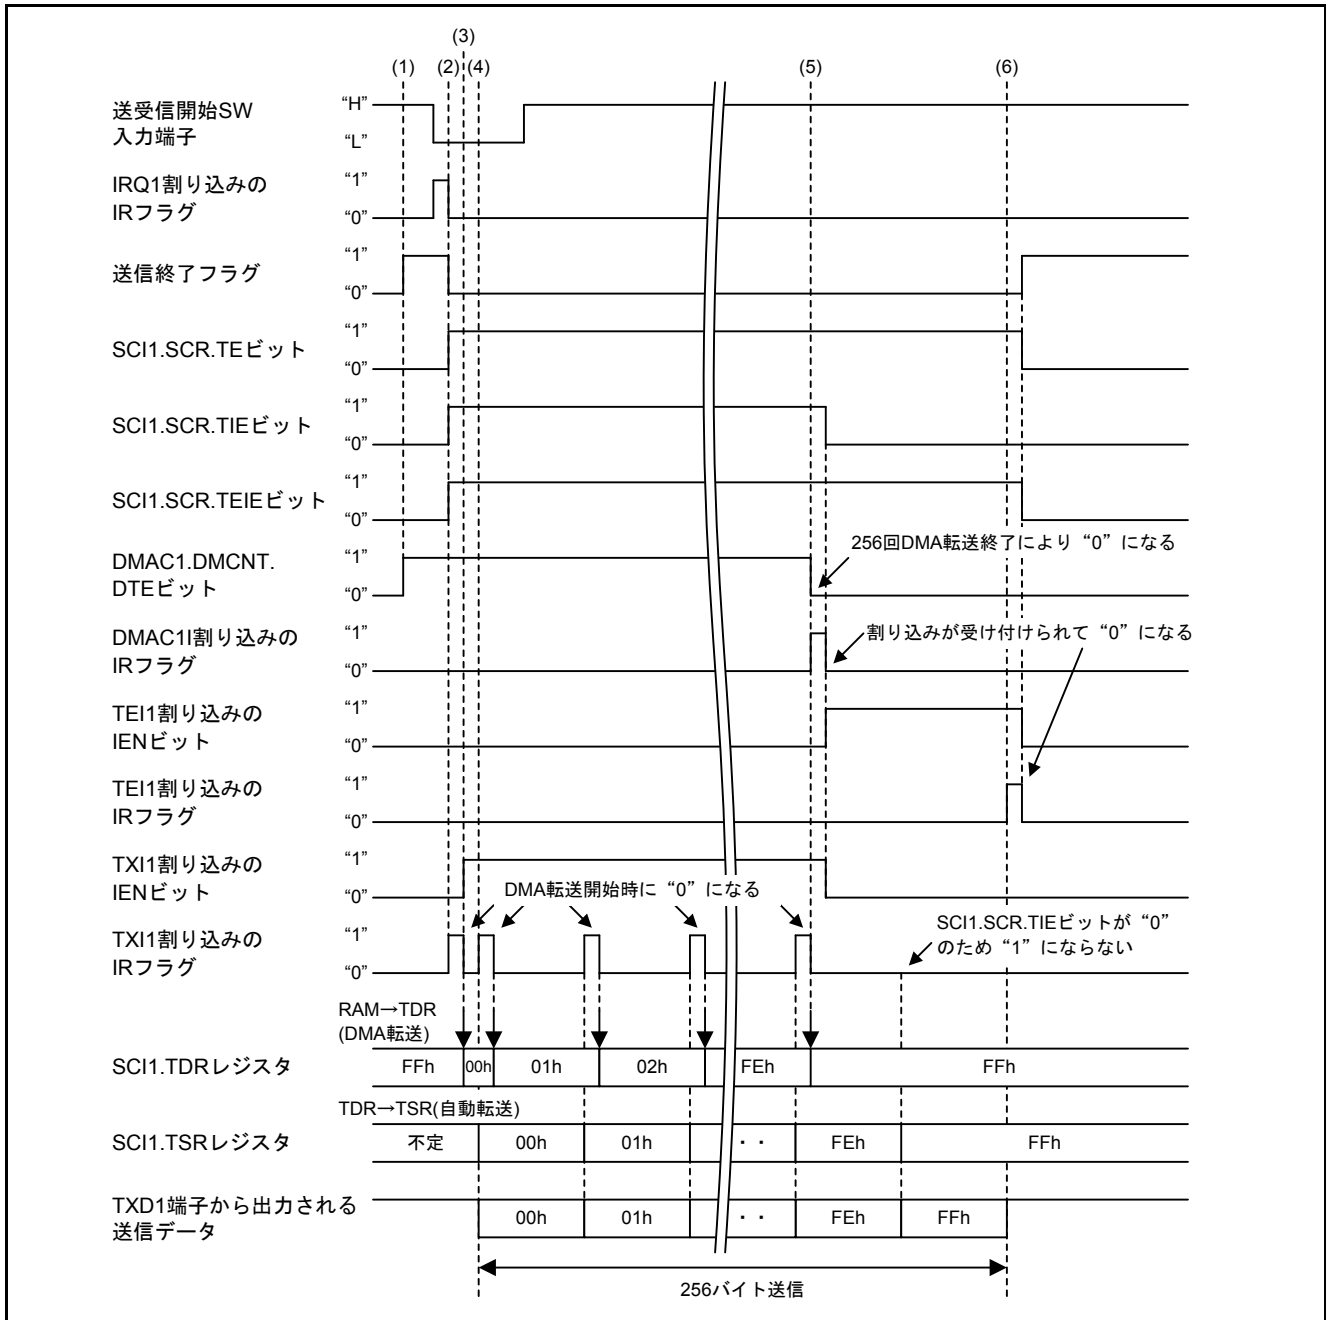 (3)
(1) (2) (4) (5) (6)
送受信開始SW
入力端子
“H”
“L”
IRQ1割り込みの
IRフラグ
“1”
“0”
送信終了フラグ
“1”
“0”
SCI1.SCR.TEビット
“1”
“0”
SCI1.SCR.TIEビット
“1”
“0”
SCI1.SCR.TEIEビット
“1”
“0”
256回DMA転送終了により“0”になる
DMAC1.DMCNT.
DTEビット
“1”
“0”
DMAC1I割り込みの
IRフラグ
“1”
“0”
割り込みが受け付けられて“0”になる
TEI1割り込みの
IENビット
“1”
“0”
TEI1割り込みの
IRフラグ
“1”
“0”
TXI1割り込みの
IENビット
“1”
“0”
DMA転送開始時に“0”になる
TXI1割り込みの
IRフラグ
“1”
“0”
SCI1.SCR.TIEビットが“0”
のため“1”にならない
RAM→TDR
(DMA転送)
SCI1.TDRレジスタ
FFh 00h 01h 02h FEh FFh
TDR→TSR(自動転送)
SCI1.TSRレジスタ
不定 00h 01h ・・ FEh FFh
TXD1端子から出力される
送信データ
00h 01h ・・ FEh FFh
256バイト送信